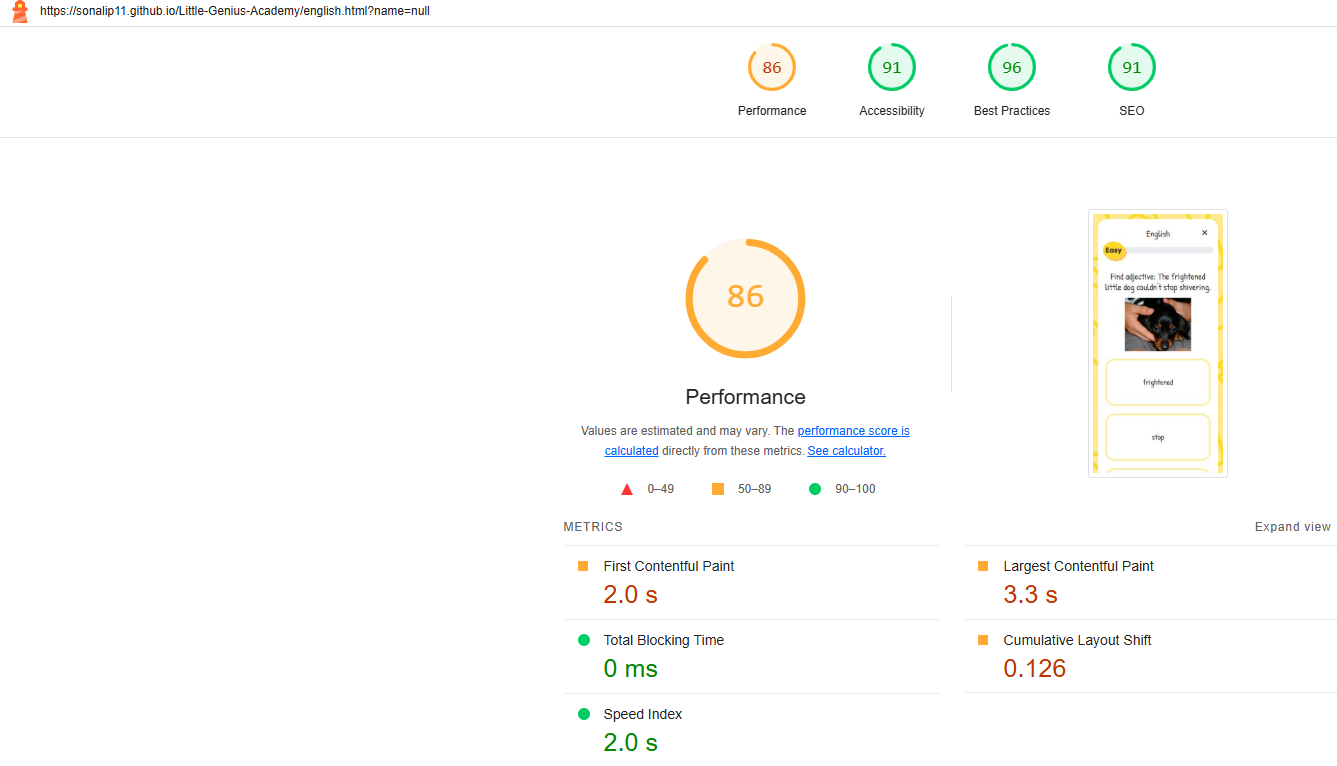 https://sonalip11.github.io/Little-Genius-Academy/english.html?name=null
86
91
96
91
Performance
Accessibility
Best Practices
SEO
86
Performance
Values are estimated and may vary. The performance score is
calculated directly from these metrics. See calculator.
0–49
50–89
90–100
English
×
Easy
Find adjective: The frightened
little dog couldn't stop shivering.
frightened
stop
METRICS
Expand view
First Contentful Paint
2.0 s
Largest Contentful Paint
3.3 s
Total Blocking Time
0 ms
Cumulative Layout Shift
0.126
Speed Index
2.0 s